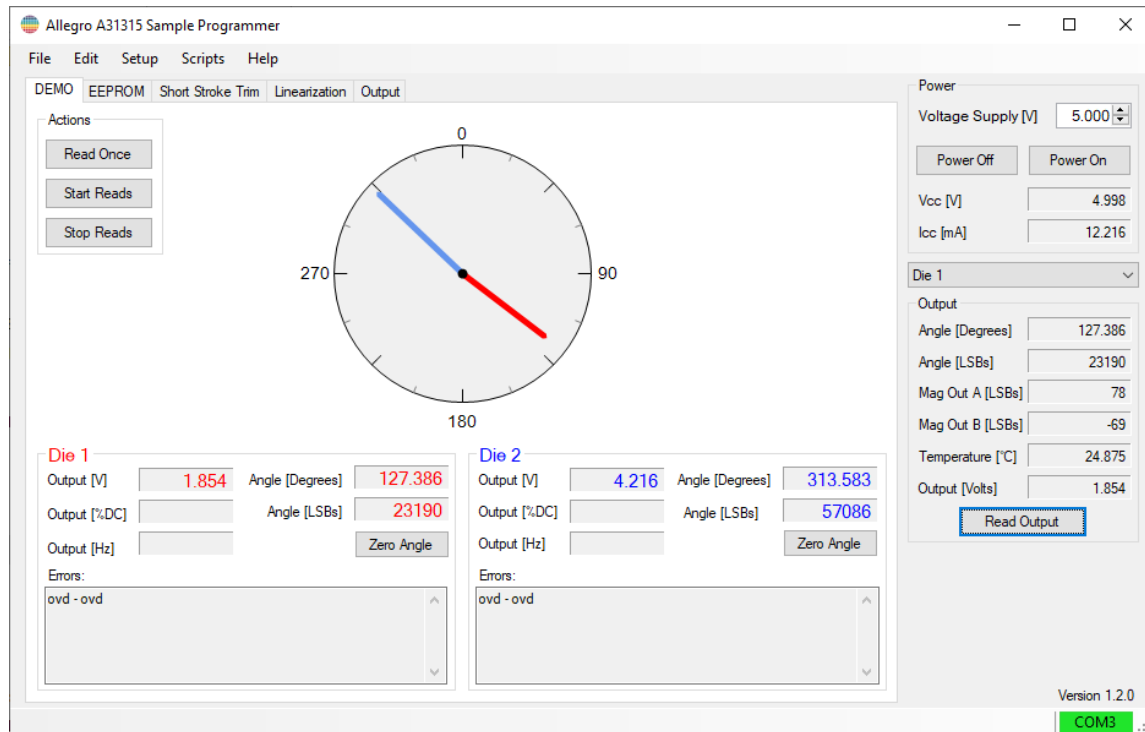 Allegro A31315 Sample Programmer
File Edit Setup Scripts Help
DEMO EEPROM Short Stroke Trim Linearization Output
Actions
Read Once
Start Reads
Stop Reads
0
90
180
270
Die 1
Output [V] 1.854 Angle [Degrees] 127.386
Output [%DC] Angle [LSBs] 23190
Output [Hz] Zero Angle
Errors:
ovd - ovd
Die 2
Output [V] 4.216 Angle [Degrees] 313.583
Output [%DC] Angle [LSBs] 57086
Output [Hz] Zero Angle
Errors:
ovd - ovd
Power
Voltage Supply [V] 5.000
Power Off Power On
Vcc [V] 4.998
Icc [mA] 12.216
Die 1
Output
Angle [Degrees] 127.386
Angle [LSBs] 23190
Mag Out A [LSBs] 78
Mag Out B [LSBs] -69
Temperature [°C] 24.875
Output [Volts] 1.854
Read Output
Version 1.2.0
COM3